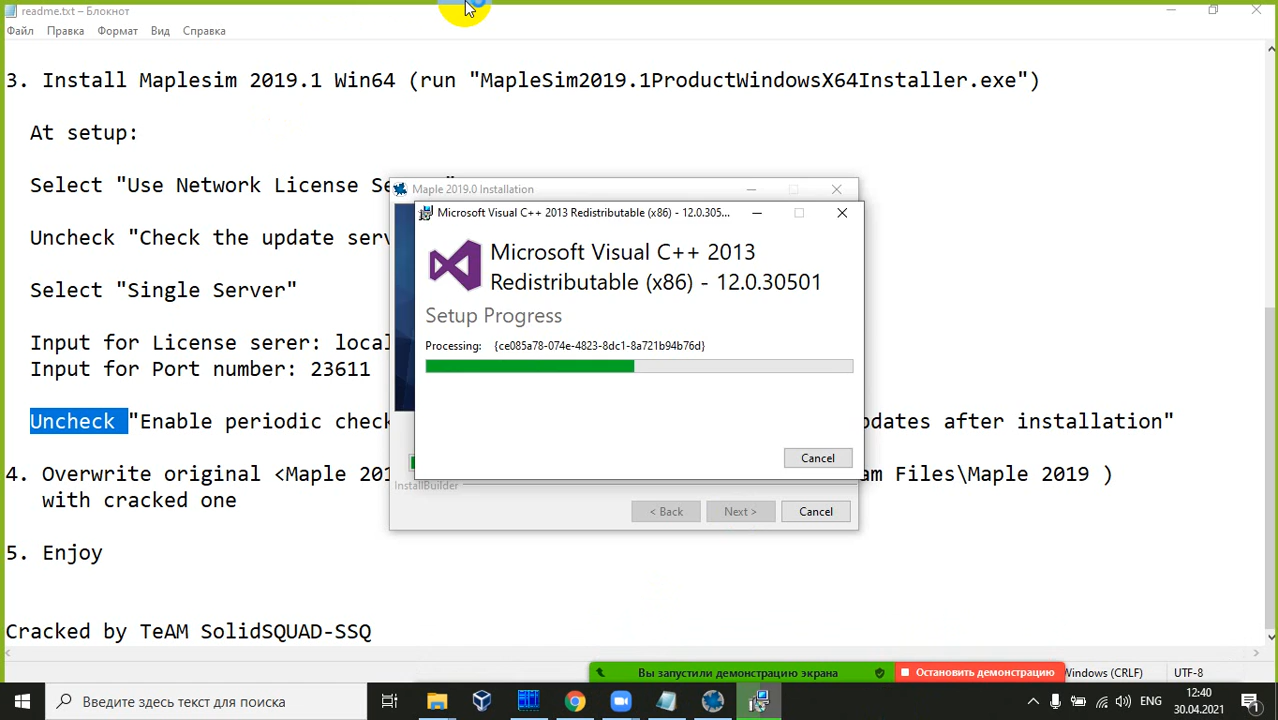 readme.txt – Блокнот
Файл Правка Формат Вид Справка
3. Install Maplesim 2019.1 Win64 (run "MapleSim2019.1ProductWindowsX64Installer.exe")
At setup:
Select "Use Network License Se
Maple 2019.0 Installation
Microsoft Visual C++ 2013 Redistributable (x86) - 12.0.305...
Uncheck "Check the update serv
Microsoft Visual C++ 2013
Redistributable (x86) - 12.0.30501
Select "Single Server"
Setup Progress
Input for License serer: local
Processing: {ce085a78-074e-4823-8dc1-8a721b94b76d}
Input for Port number: 23611
Uncheck "Enable periodic check dates after installation"
Cancel
4. Overwrite original <Maple 201 am Files\Maple 2019 )
with cracked one
InstallBuilder
< Back Next > Cancel
5. Enjoy
Cracked by TeAM SolidSQUAD-SSQ
Вы запустили демонстрацию экрана Остановить демонстрацию Windows (CRLF) UTF-8
Введите здесь текст для поиска
ENG
12:40
30.04.2021
1